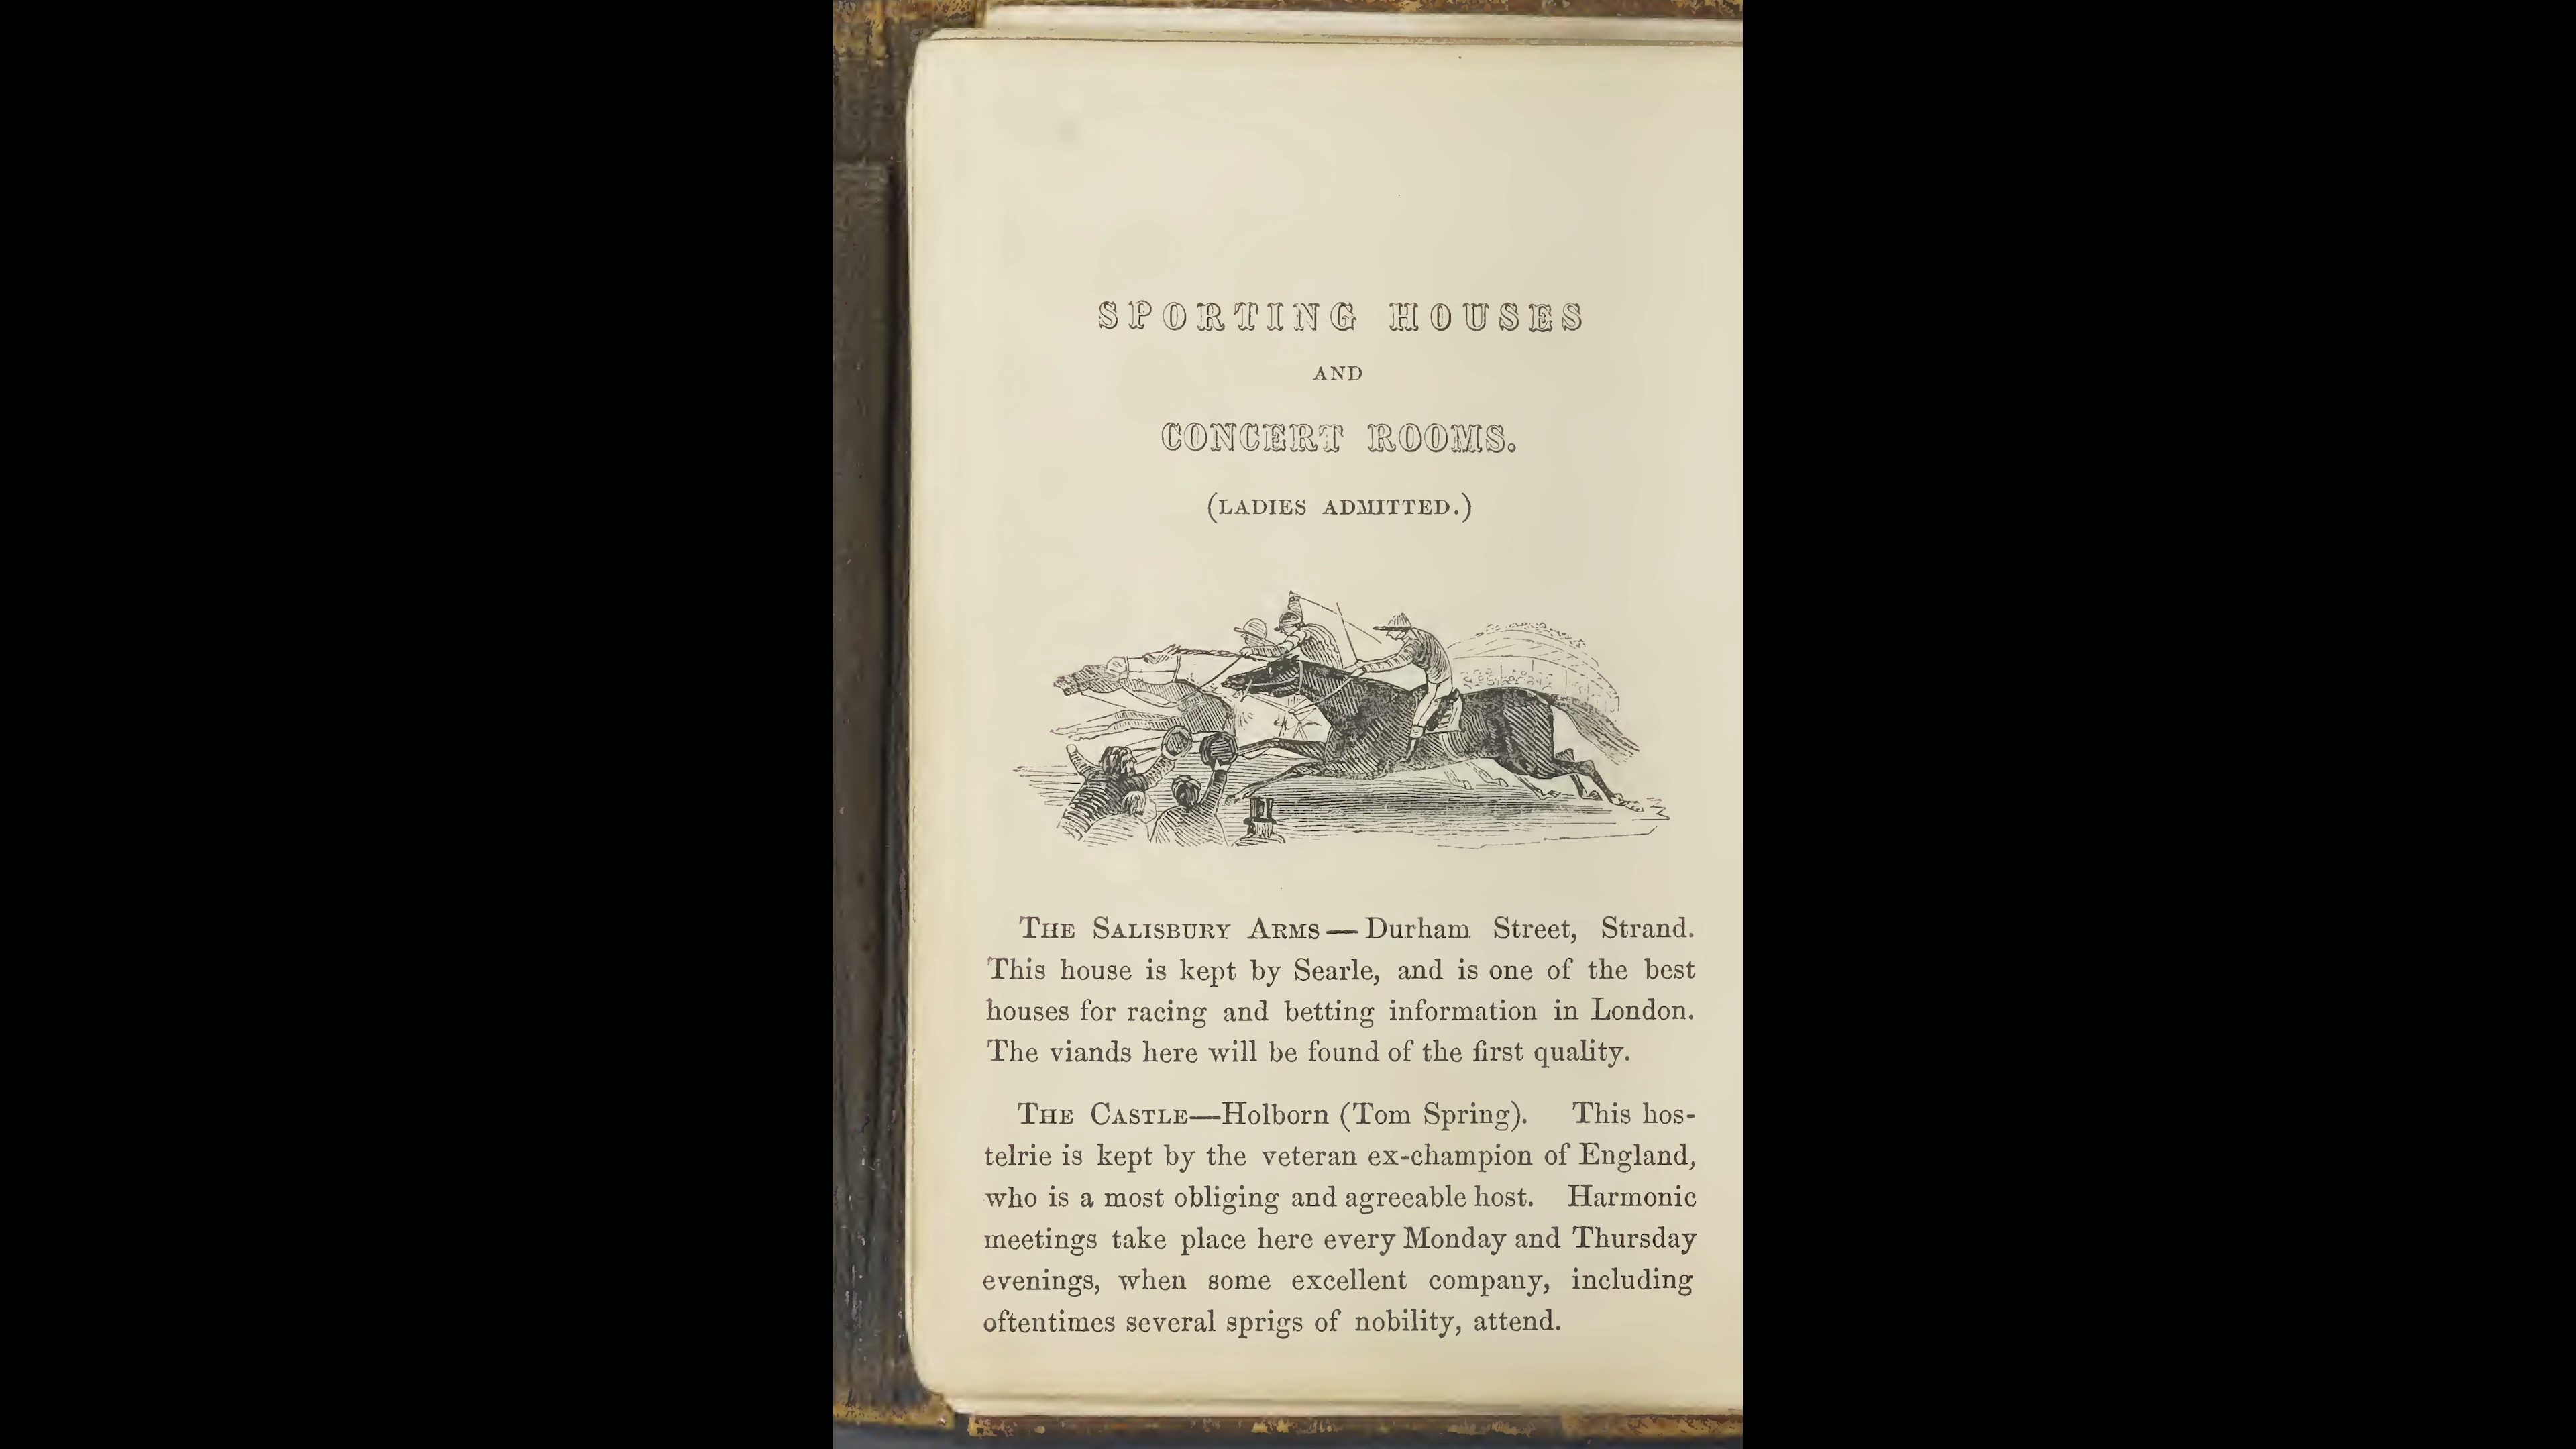 SPORTING HOUSES
AND
CONCERT ROOMS.
(LADIES ADMITTED.)
THE SALISBURY ARMS — Durham Street, Strand.
This house is kept by Searle, and is one of the best
houses for racing and betting information in London.
The viands here will be found of the first quality.
THE CASTLE—Holborn (Tom Spring). This hos-
telrie is kept by the veteran ex-champion of England,
who is a most obliging and agreeable host. Harmonic
meetings take place here every Monday and Thursday
evenings, when some excellent company, including
oftentimes several sprigs of nobility, attend.